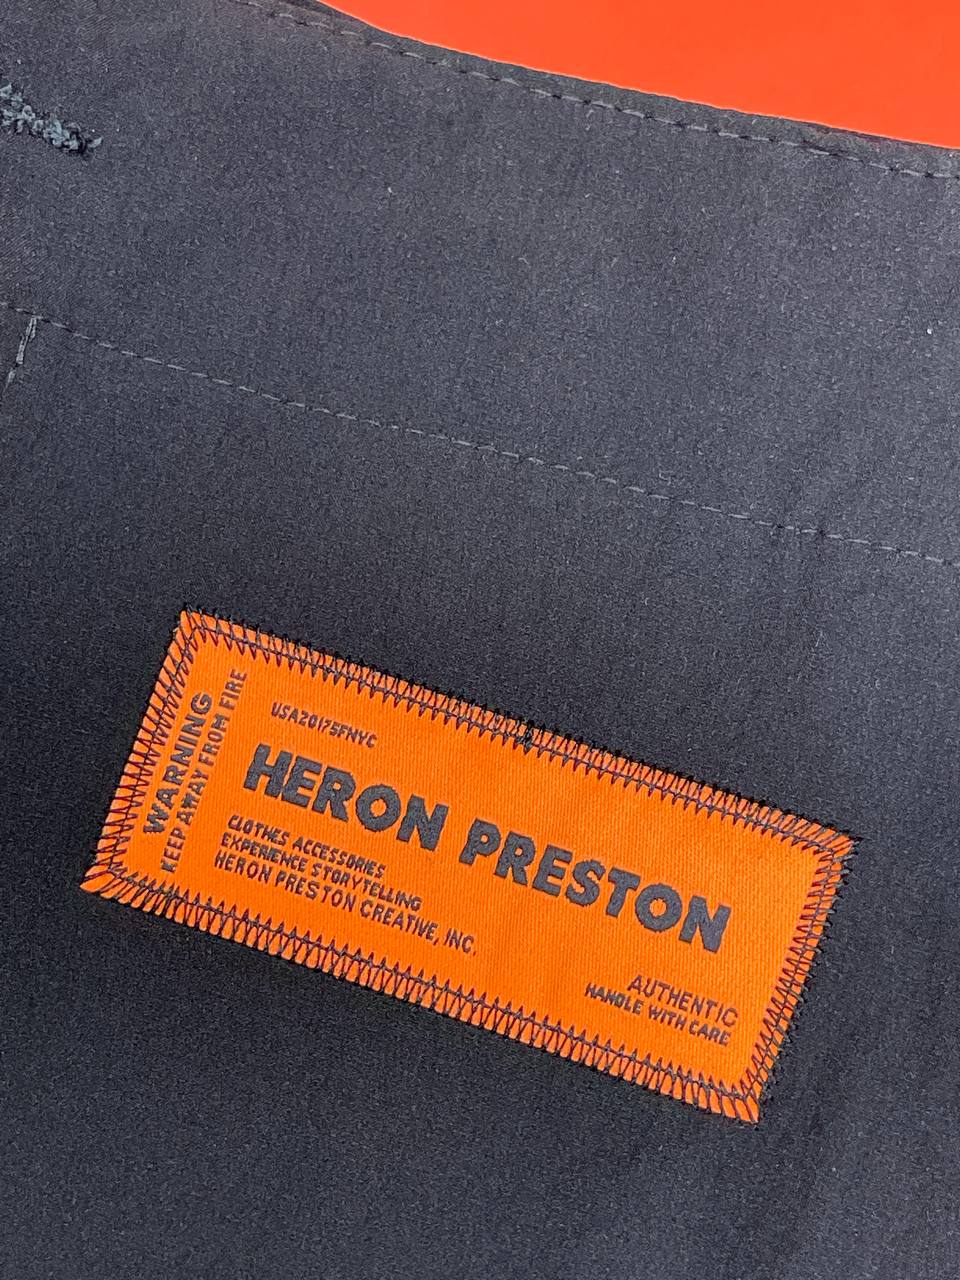 WARNING
KEEP AWAY FROM FIRE
USA2017SFNYC
HERON PRESTON
CLOTHES ACCESSORIES
EXPERIENCE STORYTELLING
HERON PRESTON CREATIVE, INC.
AUTHENTIC
HANDLE WITH CARE